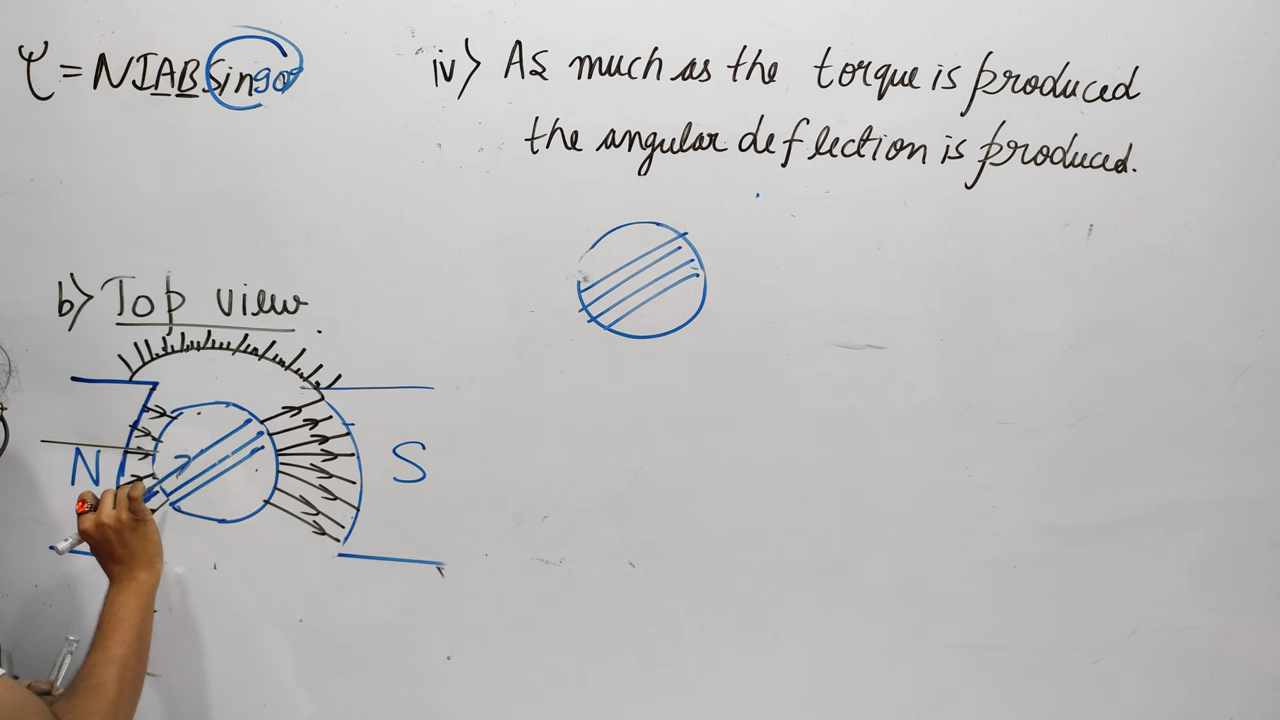 τ = NIAB Sin90°
iv) As much as the torque is produced
the angular deflection is produced.
b) Top view
N
S